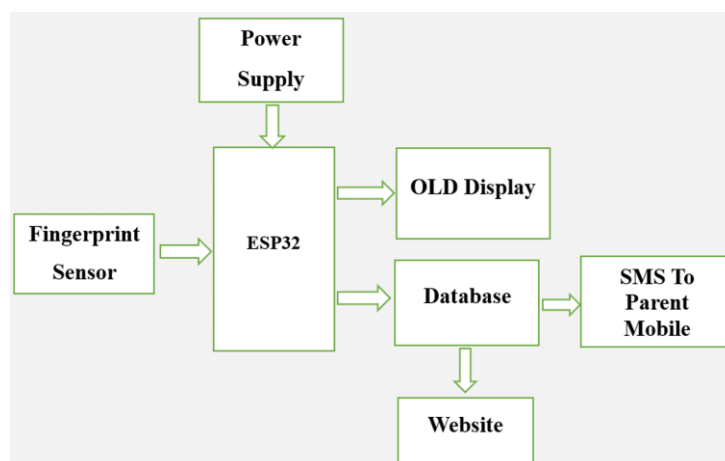 Power
Supply
OLD Display
Fingerprint
Sensor
ESP32
Database
SMS To
Parent
Mobile
Website